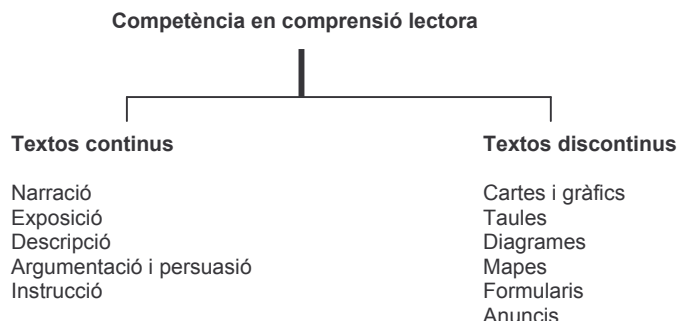 Competència en comprensió lectora
Textos continus
Narració
Exposició
Descripció
Argumentació i persuasió
Instrucció
Textos discontinus
Cartes i gràfics
Taules
Diagrames
Mapes
Formularis
Anuncis